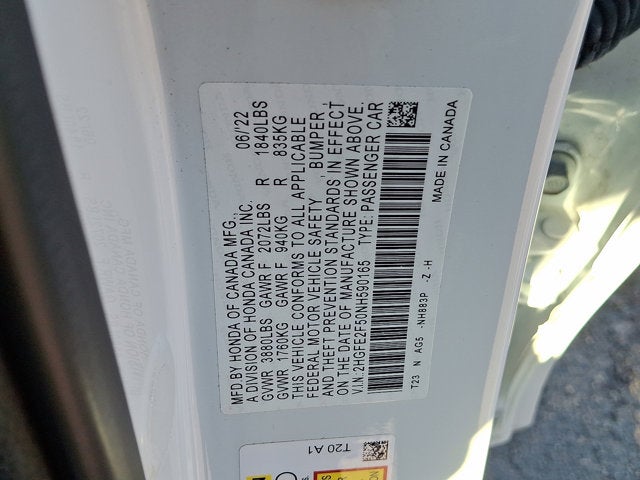 MFD.BY HONDA OF CANADA MFG., 06/'22
A DIVISION OF HONDA CANADA INC.
GVWR 3880LBS GAWR F 2072LBS R 1840LBS
GVWR 1760KG GAWR F 940KG R 835KG
THIS VEHICLE CONFORMS TO ALL APPLICABLE
FEDERAL MOTOR VEHICLE SAFETY , BUMPER,
AND THEFT PREVENTION STANDARDS IN EFFECT
ON THE DATE OF MANUFACTURE SHOWN ABOVE.
V.I.N.:2HGFE2F50NH590165 TYPE: PASSENGER CAR
T23 N AG5 -NH883P -Z -H
MADE IN CANADA
T20 A1